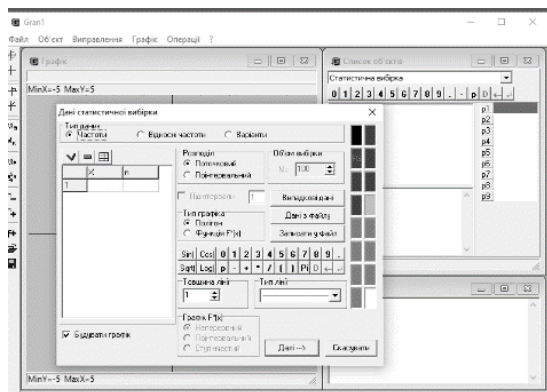 Gran1
Файл Об'єкт Виправлення Графік Операції ?
Графік
Список об'єктів
MinX=-5 MaxY=5
Статистична вибірка
0 1 2 3 4 5 6 7 8 9 . - p D
p1
p2
p3
p4
p5
p6
p7
p8
p9
Дані статистичної вибірки
Тип даних
Частоти Відносні частоти Варіанти
X n
1
Розподіл
Поточковий
Поінтервальний
Об'єм вибірки
N= 100
1
Випадкові дані
Тип графіка
Полігон
Функція F*(x)
Дані з файлу
Записати у файл
Sin( Cos( 0 1 2 3 4 5 6 7 8 9 .
Sqrt( Log( p - + * / ( ) Pi D
Товщина лінії
1
Тип лінії
Графік F*(x)
Неперервний
Поінтервальний
Ступінчастий
Будувати графік
Далі -->
Скасувати
MinY=-5 MaxX=5